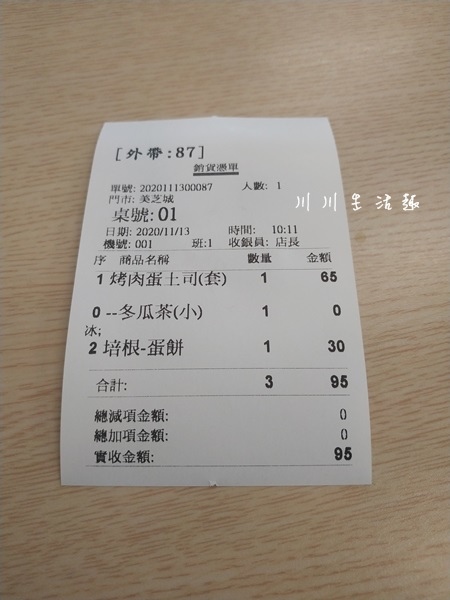 [外帶:87]
銷貨憑單
單號: 2020111300087 人數: 1
門市: 美芝城
桌號: 01
日期: 2020/11/13 時間: 10:11
機號: 001 班:1 收銀員: 店長
序 商品名稱 數量 金額
1 烤肉蛋土司(套) 1 65
0 --冬瓜茶(小) 1 0
冰;
2 培根-蛋餅 1 30
合計: 3 95
總減項金額: 0
總加項金額: 0
實收金額: 95
川川生活趣